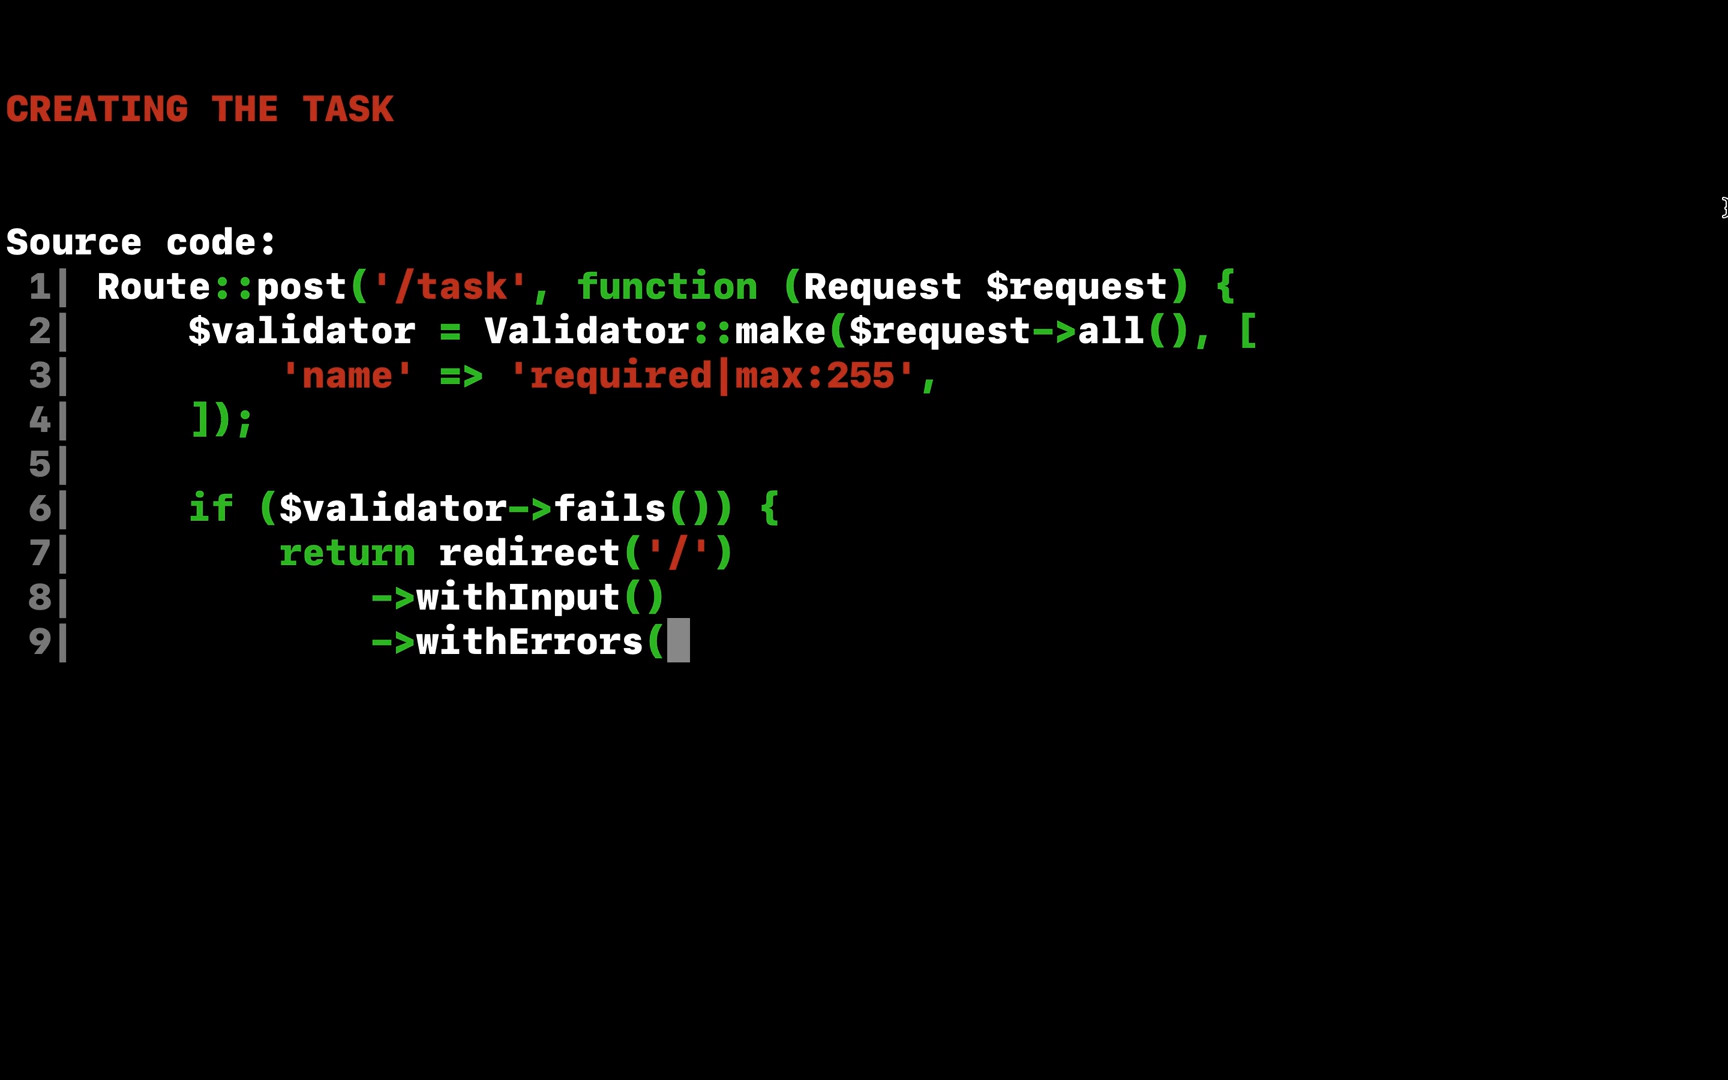 CREATING THE TASK
Source code:
1| Route::post('/task', function (Request $request) {
2|     $validator = Validator::make($request->all(), [
3|         'name' => 'required|max:255',
4|     ]);
5|
6|     if ($validator->fails()) {
7|         return redirect('/')
8|             ->withInput()
9|             ->withErrors(